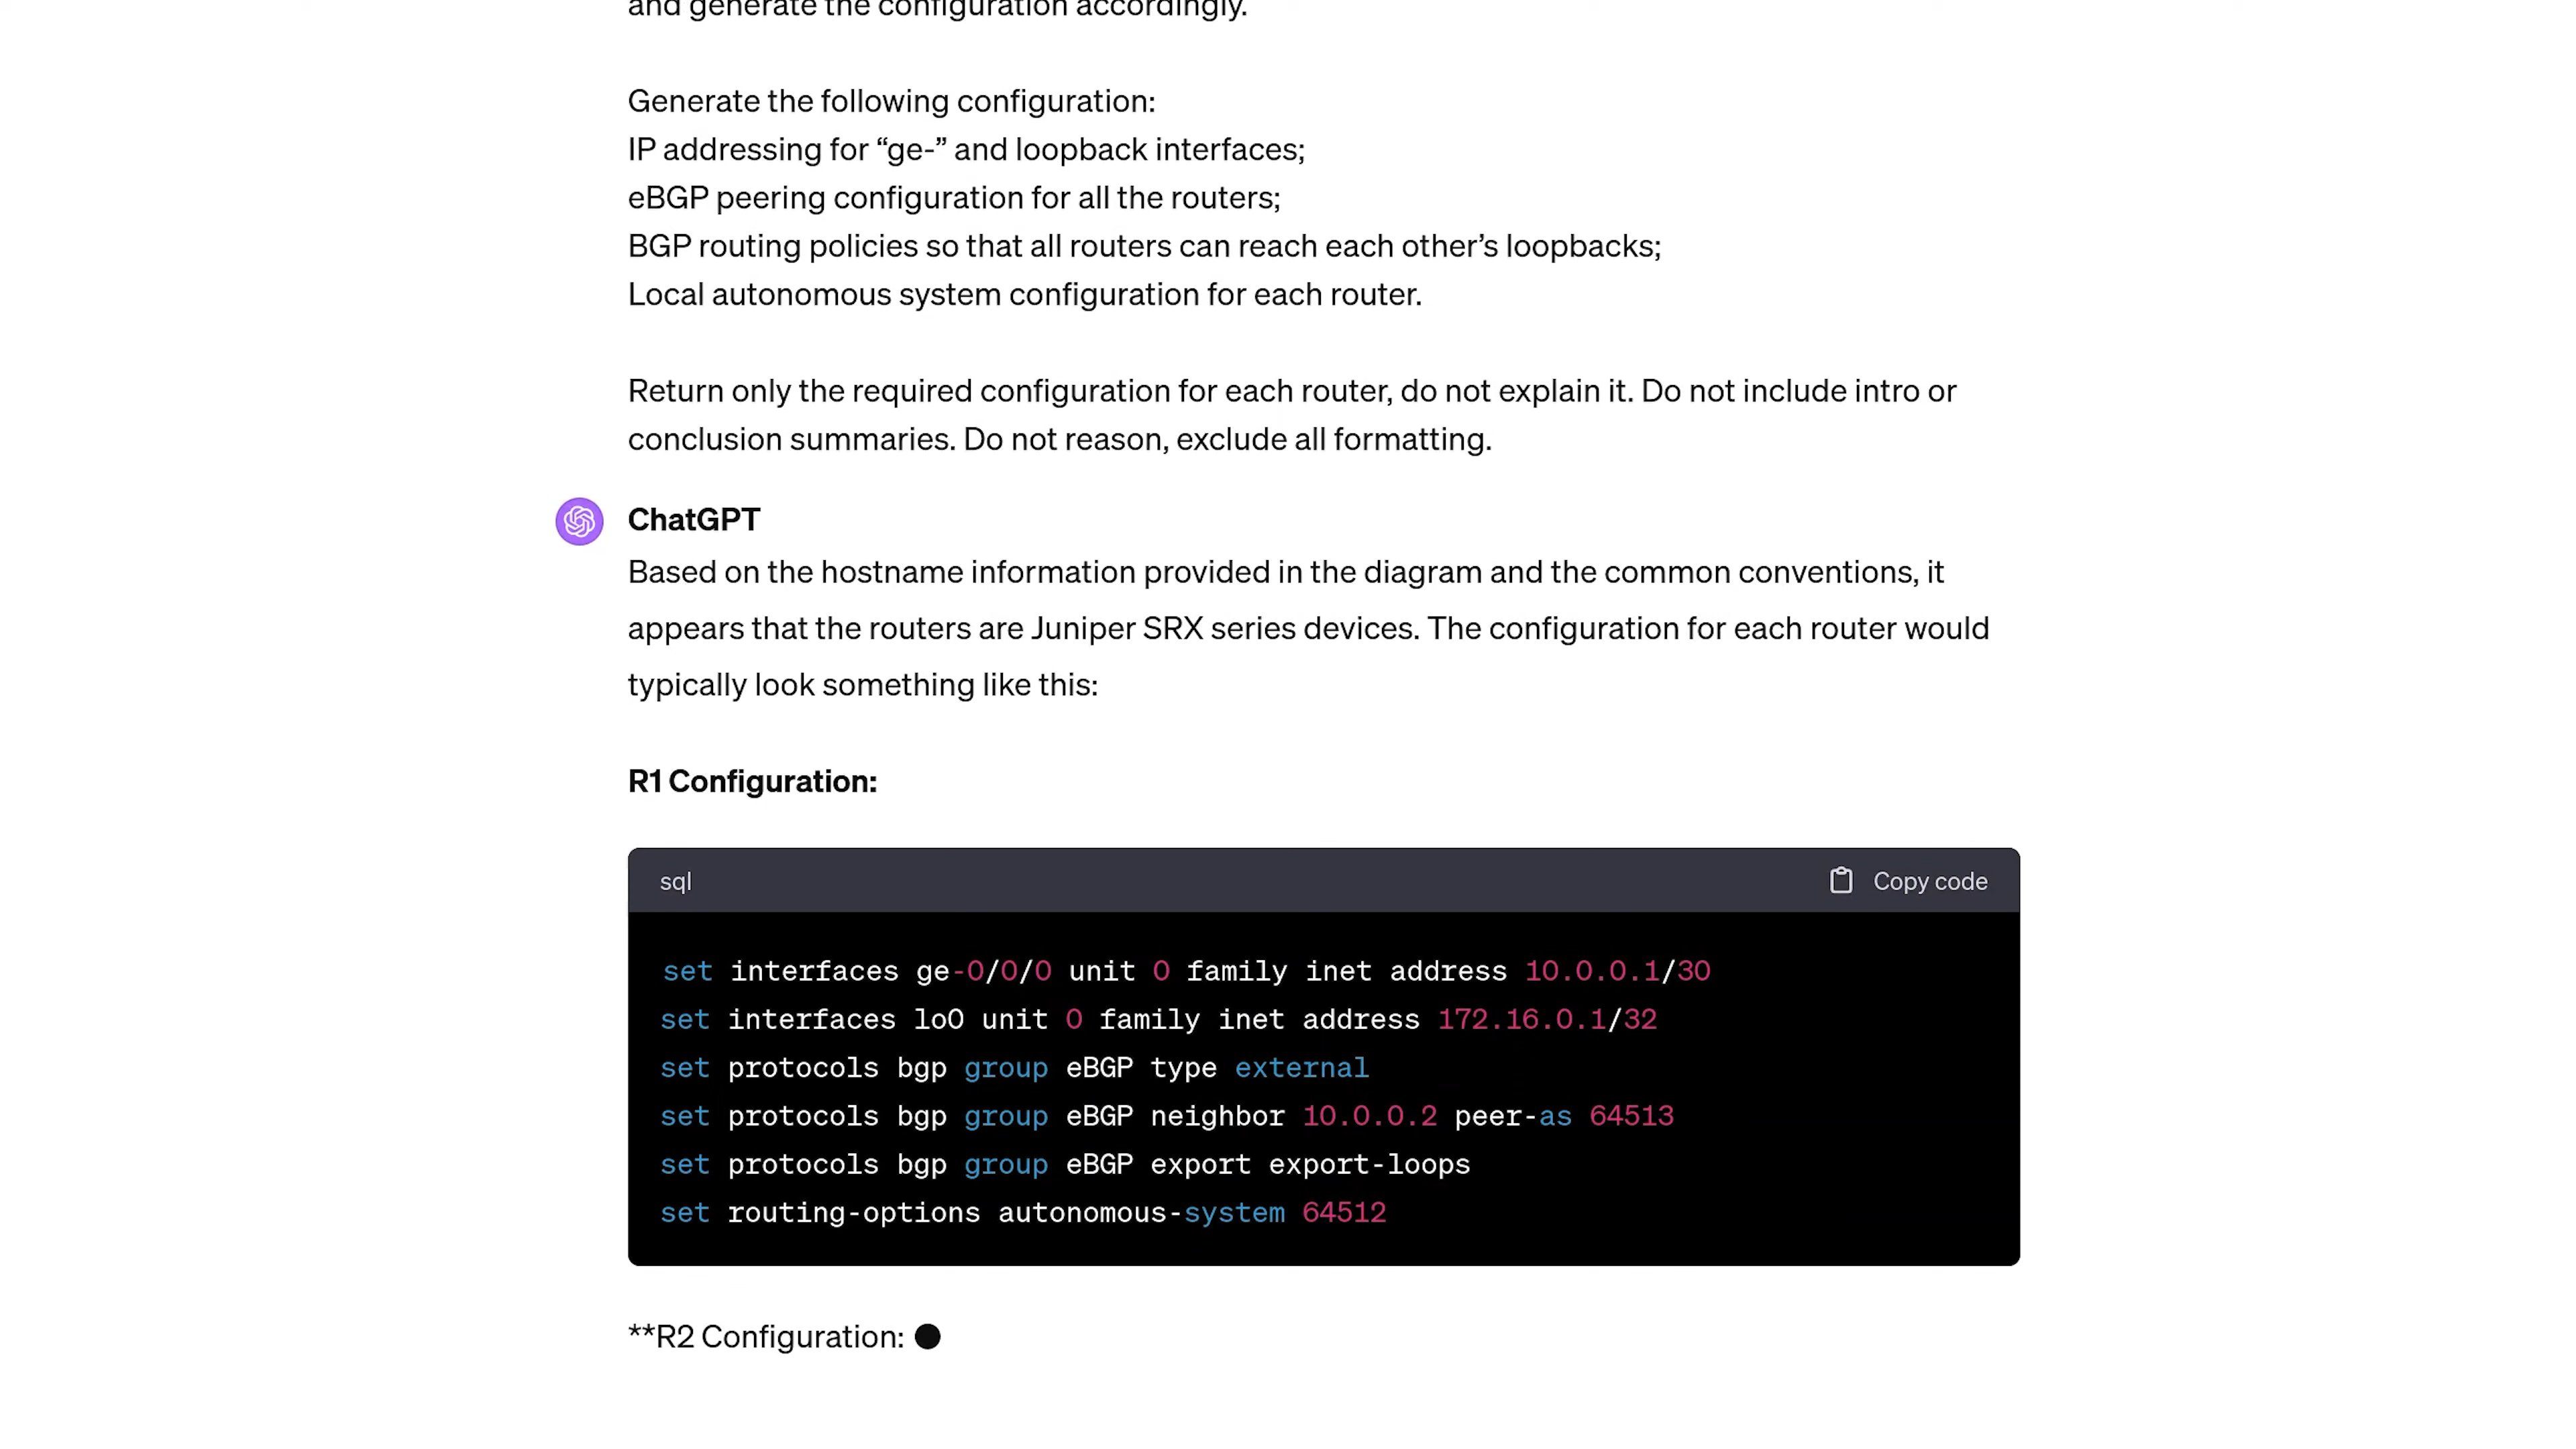 and generate the configuration accordingly.
Generate the following configuration:
IP addressing for “ge-” and loopback interfaces;
eBGP peering configuration for all the routers;
BGP routing policies so that all routers can reach each other’s loopbacks;
Local autonomous system configuration for each router.
Return only the required configuration for each router, do not explain it. Do not include intro or
conclusion summaries. Do not reason, exclude all formatting.
ChatGPT
Based on the hostname information provided in the diagram and the common conventions, it
appears that the routers are Juniper SRX series devices. The configuration for each router would
typically look something like this:
R1 Configuration:
sql Copy code
set interfaces ge-0/0/0 unit 0 family inet address 10.0.0.1/30
set interfaces lo0 unit 0 family inet address 172.16.0.1/32
set protocols bgp group eBGP type external
set protocols bgp group eBGP neighbor 10.0.0.2 peer-as 64513
set protocols bgp group eBGP export export-loops
set routing-options autonomous-system 64512
**R2 Configuration: